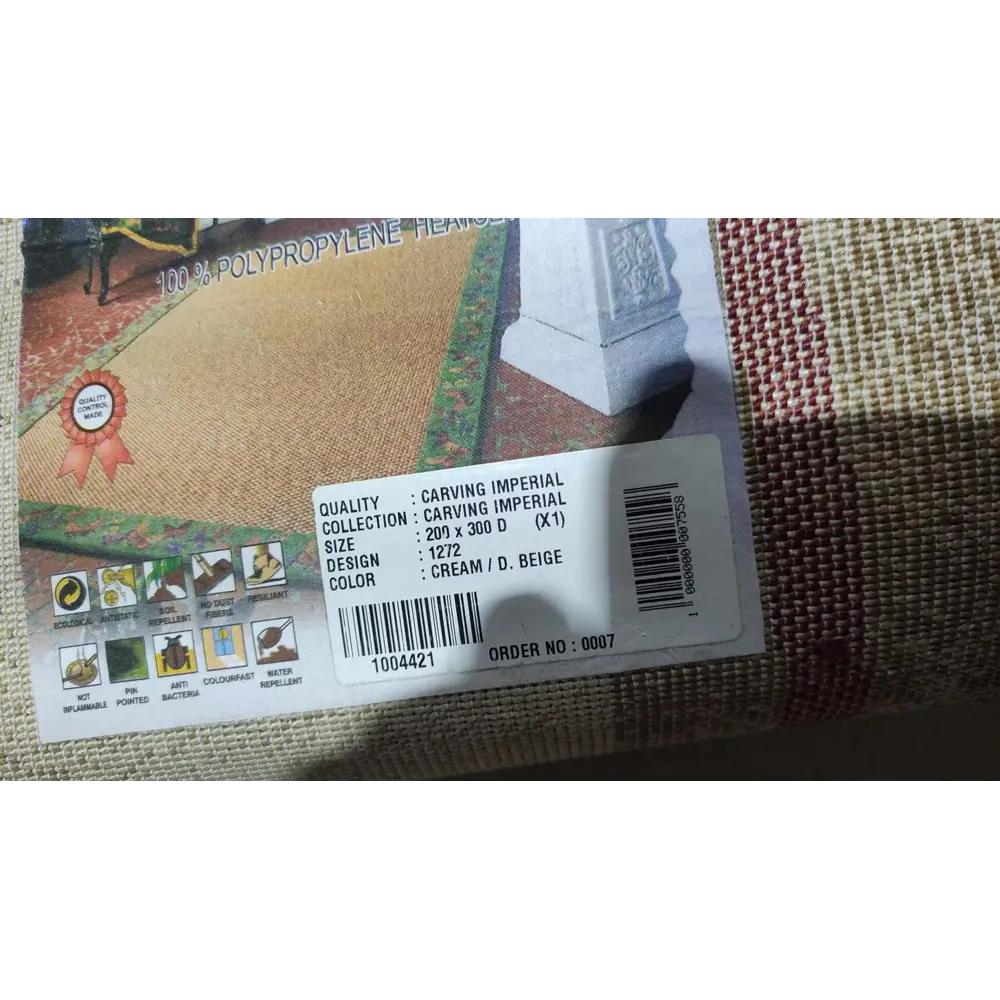 100 % POLYPROPYLENE
QUALITY
CONTROL
MADE
QUALITY : CARVING IMPERIAL
COLLECTION : CARVING IMPERIAL
SIZE : 200 x 300 D (X1)
DESIGN : 1272
COLOR : CREAM / D. BEIGE
1004421
ORDER NO : 0007
1 000000 007558
ECOLOGICAL
ANTISTATIC
SOIL
REPELLENT
NO DUST
FIBERS
RESILIANT
NOT
INFLAMMABLE
PIN
POINTED
ANTI
BACTERIA
COLOURFAST
WATER
REPELLENT